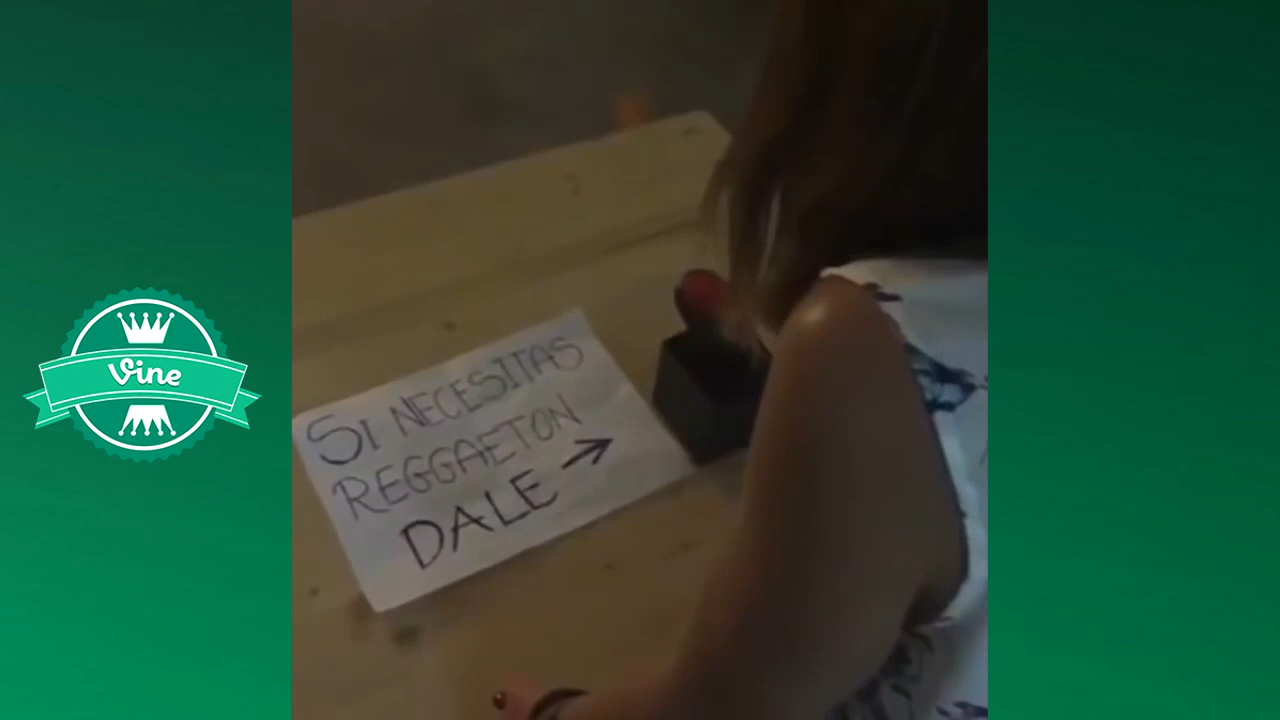 Vine
SI NECESITAS
REGGAETON
DALE →